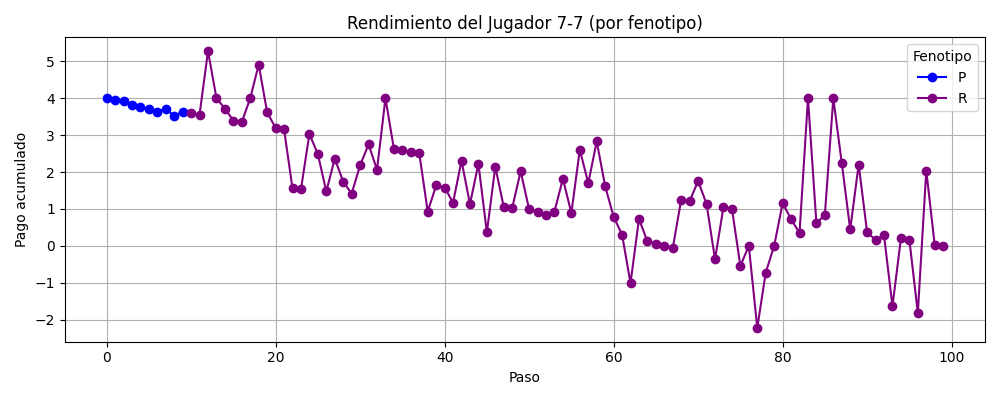 Rendimiento del Jugador 7-7 (por fenotipo)
Pago acumulado
5
4
3
2
1
0
−1
−2
Fenotipo
P
R
0
20
40
60
80
100
Paso